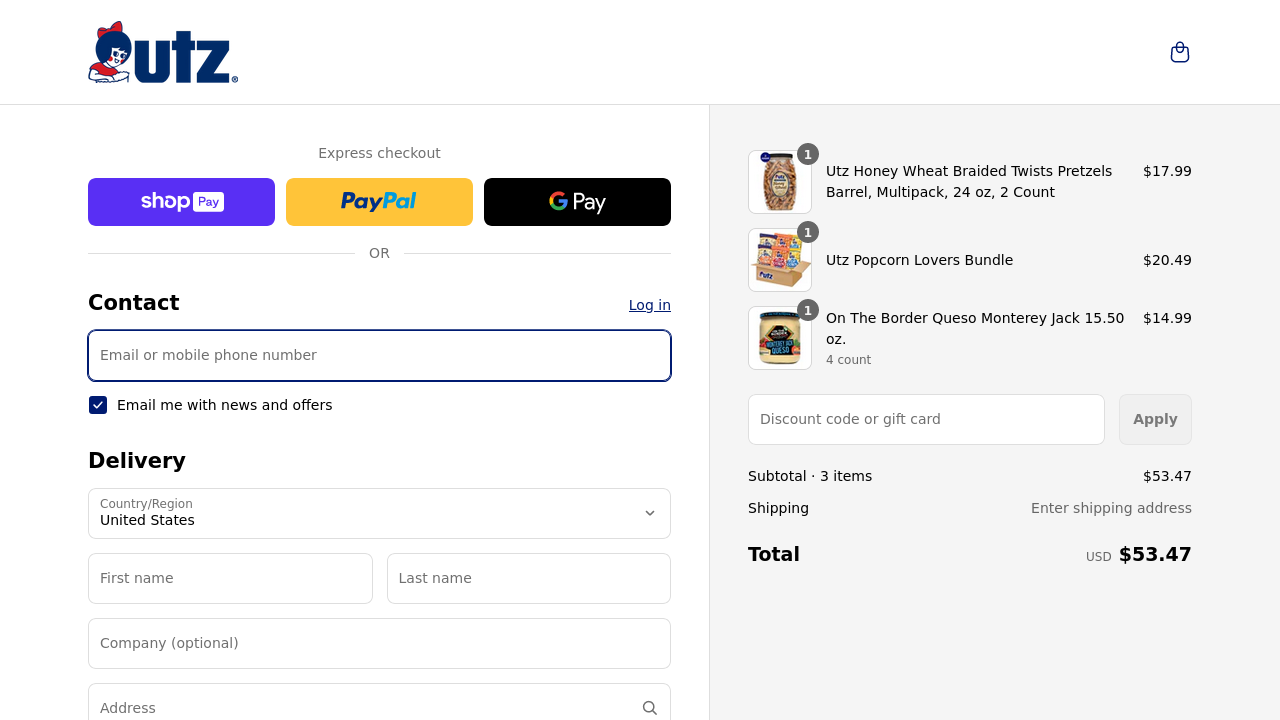 utz®
Express checkout
shop Pay
PayPal
G Pay
OR
Contact
Log in
Email or mobile phone number
Email me with news and offers
Delivery
Country/Region
United States
First name
Last name
Company (optional)
Address
1
Utz Honey Wheat Braided Twists Pretzels
Barrel, Multipack, 24 oz, 2 Count
$17.99
1
Utz Popcorn Lovers Bundle
$20.49
1
On The Border Queso Monterey Jack 15.50
oz.
4 count
$14.99
Discount code or gift card
Apply
Subtotal · 3 items
$53.47
Shipping
Enter shipping address
Total
USD $53.47